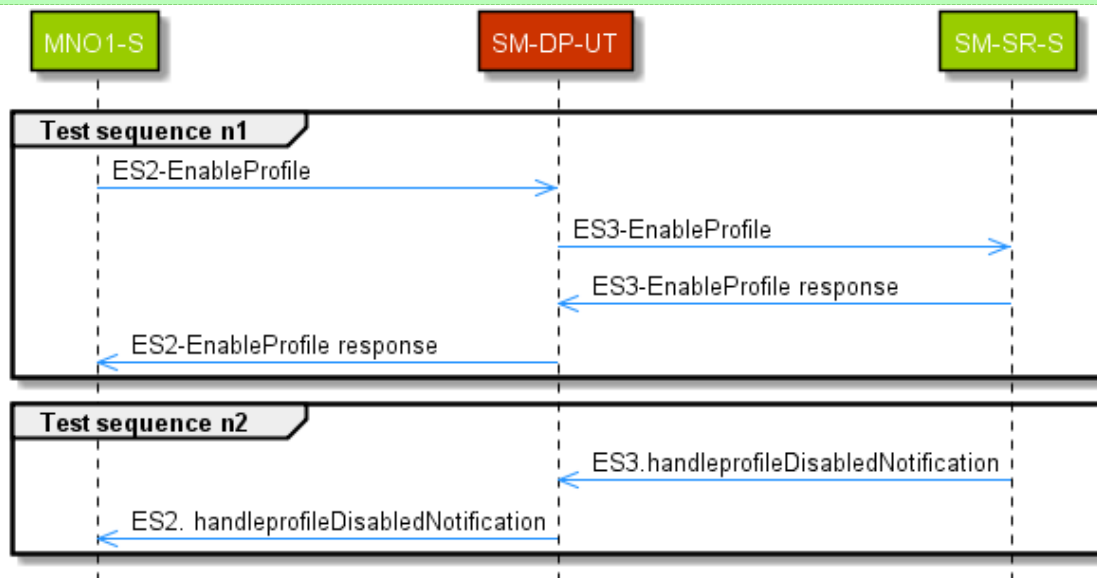 MNO1-S
SM-DP-UT
SM-SR-S
Test sequence n1
ES2-EnableProfile
ES3-EnableProfile
ES3-EnableProfile response
ES2-EnableProfile response
Test sequence n2
ES3.handleprofileDisabledNotification
ES2. handleprofileDisabledNotification